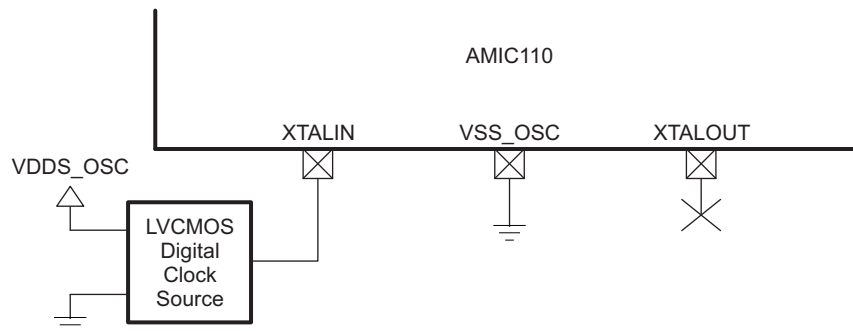 AMIC110
XTALIN
VSS_OSC
XTALOUT
VDDS_OSC
LVCMOS
Digital
Clock
Source